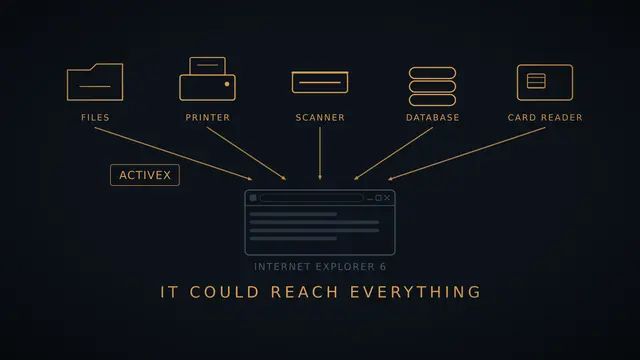 FILES
PRINTER
SCANNER
DATABASE
CARD READER
ACTIVEX
INTERNET EXPLORER 6
IT COULD REACH EVERYTHING